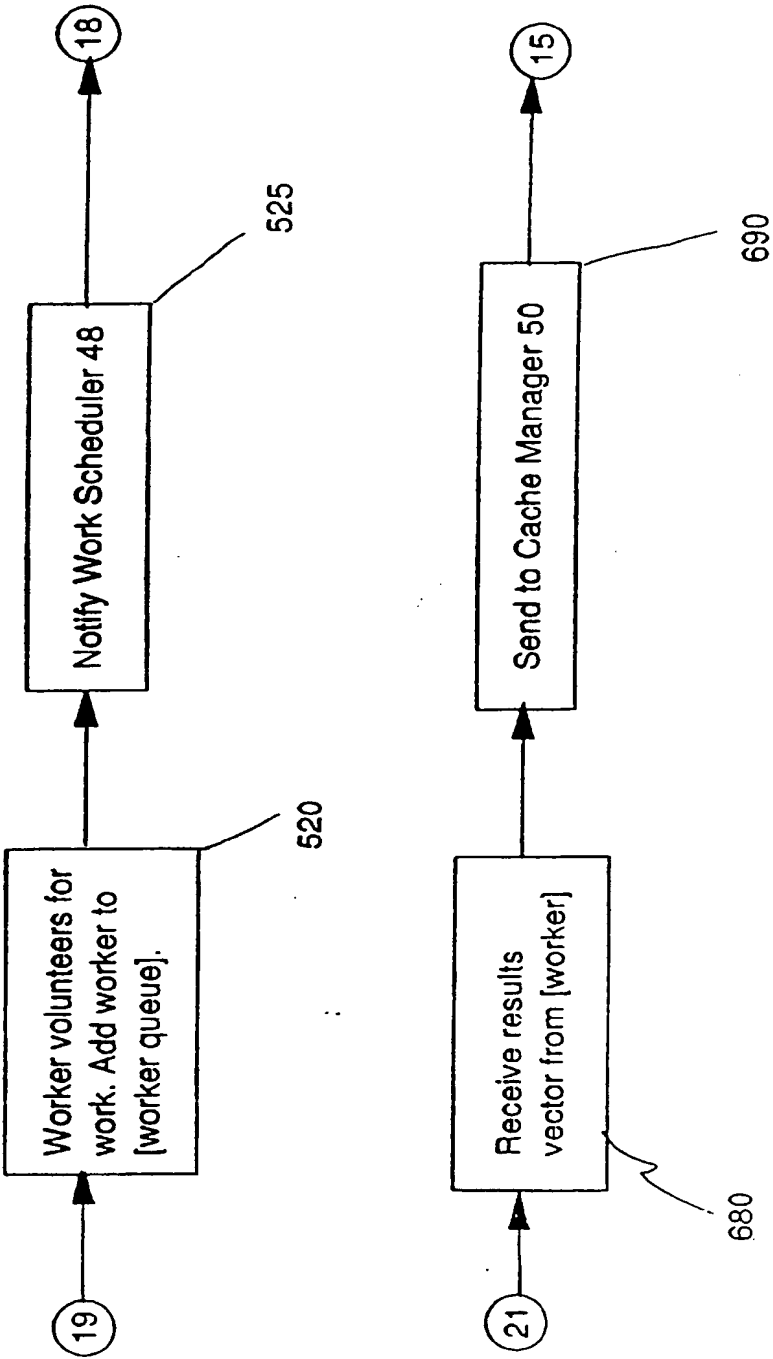 19
Worker volunteers for
work. Add worker to
[worker queue].
520
Notify Work Scheduler 48
525
18
21
Receive results
vector from [worker]
680
Send to Cache Manager 50
690
15